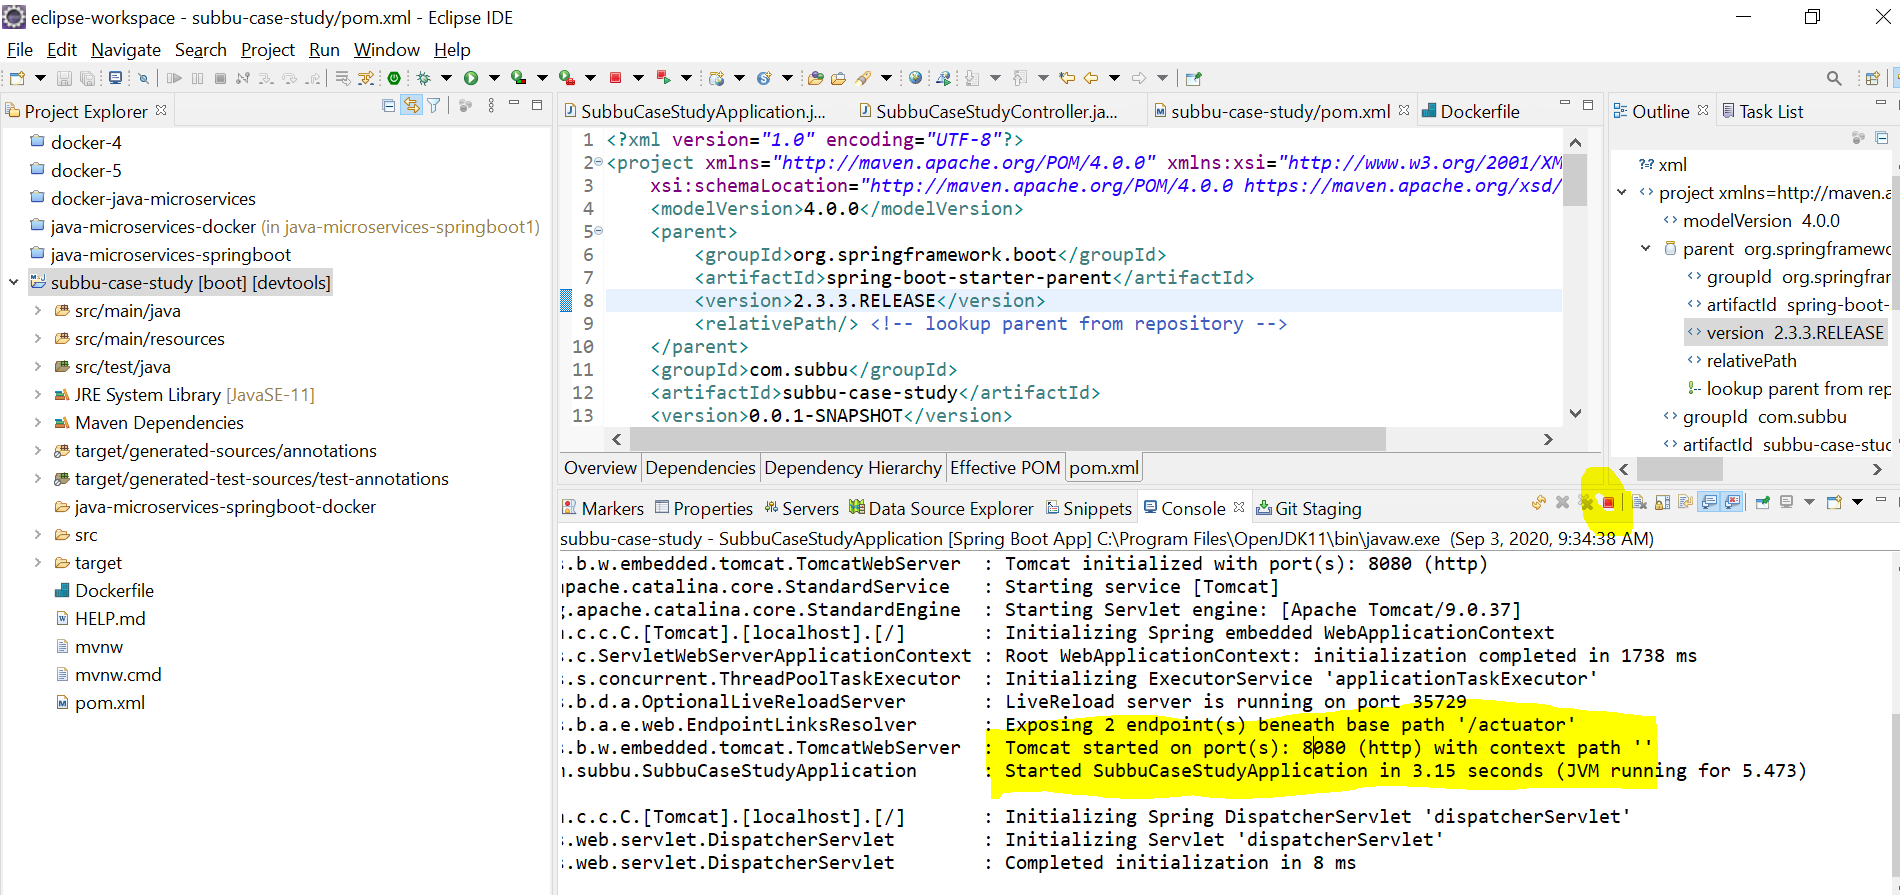 eclipse-workspace - subbu-case-study/pom.xml - Eclipse IDE
File Edit Navigate Search Project Run Window Help
Project Explorer
docker-4
docker-5
docker-java-microservices
java-microservices-docker (in java-microservices-springboot1)
java-microservices-springboot
subbu-case-study [boot] [devtools]
src/main/java
src/main/resources
src/test/java
JRE System Library [JavaSE-11]
Maven Dependencies
target/generated-sources/annotations
target/generated-test-sources/test-annotations
java-microservices-springboot-docker
src
target
Dockerfile
HELP.md
mvnw
mvnw.cmd
pom.xml
SubbuCaseStudyApplication.j... SubbuCaseStudyController.ja... subbu-case-study/pom.xml Dockerfile
1 <?xml version="1.0" encoding="UTF-8"?>
2 <project xmlns="http://maven.apache.org/POM/4.0.0" xmlns:xsi="http://www.w3.org/2001/XM
3 xsi:schemaLocation="http://maven.apache.org/POM/4.0.0 https://maven.apache.org/xsd/
4 <modelVersion>4.0.0</modelVersion>
5 <parent>
6 <groupId>org.springframework.boot</groupId>
7 <artifactId>spring-boot-starter-parent</artifactId>
8 <version>2.3.3.RELEASE</version>
9 <relativePath/> <!-- lookup parent from repository -->
10 </parent>
11 <groupId>com.subbu</groupId>
12 <artifactId>subbu-case-study</artifactId>
13 <version>0.0.1-SNAPSHOT</version>
Overview Dependencies Dependency Hierarchy Effective POM pom.xml
Outline Task List
xml
project xmlns=http://maven.a
modelVersion 4.0.0
parent org.springframewo
groupId org.springfram
artifactId spring-boot-
version 2.3.3.RELEASE
relativePath
lookup parent from rep
groupId com.subbu
artifactId subbu-case-stud
Markers Properties Servers Data Source Explorer Snippets Console Git Staging
subbu-case-study - SubbuCaseStudyApplication [Spring Boot App] C:\Program Files\OpenJDK11\bin\javaw.exe (Sep 3, 2020, 9:34:38 AM)
.b.w.embedded.tomcat.TomcatWebServer : Tomcat initialized with port(s): 8080 (http)
apache.catalina.core.StandardService : Starting service [Tomcat]
.apache.catalina.core.StandardEngine : Starting Servlet engine: [Apache Tomcat/9.0.37]
.c.c.C.[Tomcat].[localhost].[/] : Initializing Spring embedded WebApplicationContext
.c.ServletWebServerApplicationContext : Root WebApplicationContext: initialization completed in 1738 ms
.s.concurrent.ThreadPoolTaskExecutor : Initializing ExecutorService 'applicationTaskExecutor'
.b.d.a.OptionalLiveReloadServer : LiveReload server is running on port 35729
.b.a.e.web.EndpointLinksResolver : Exposing 2 endpoint(s) beneath base path '/actuator'
.b.w.embedded.tomcat.TomcatWebServer : Tomcat started on port(s): 8080 (http) with context path ''
.subbu.SubbuCaseStudyApplication : Started SubbuCaseStudyApplication in 3.15 seconds (JVM running for 5.473)
.c.c.C.[Tomcat].[localhost].[/] : Initializing Spring DispatcherServlet 'dispatcherServlet'
.web.servlet.DispatcherServlet : Initializing Servlet 'dispatcherServlet'
.web.servlet.DispatcherServlet : Completed initialization in 8 ms